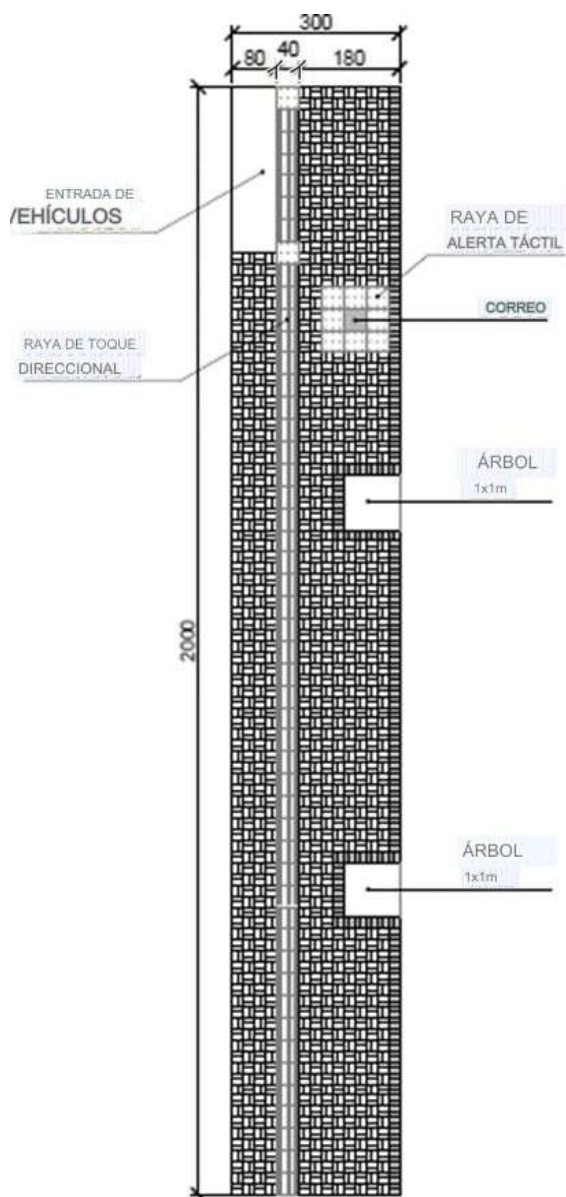 300
80 40 180
ENTRADA DE
VEHÍCULOS
RAYA DE
ALERTA TÁCTIL
CORREO
RAYA DE TOQUE
DIRECCIONAL
ÁRBOL
1x1m
2000
ÁRBOL
1x1m